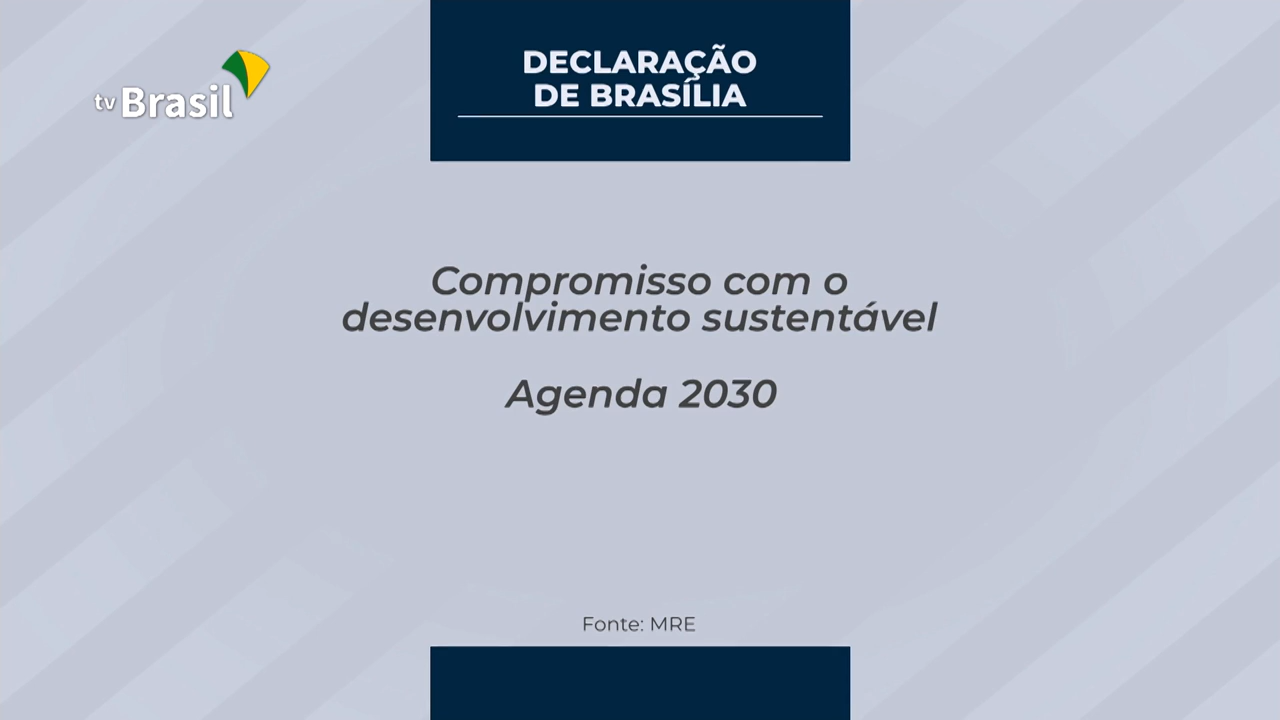 tv Brasil
DECLARAÇÃO
DE BRASÍLIA
Compromisso com o
desenvolvimento sustentável
Agenda 2030
Fonte: MRE